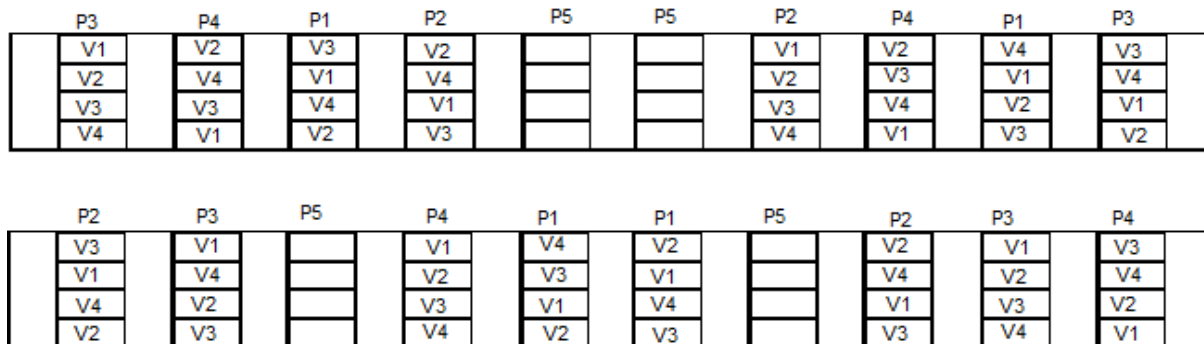 P3 P4 P1 P2 P5 P5 P2 P4 P1 P3
V1 V2 V3 V2 V1 V2 V4 V3
V2 V4 V1 V4 V2 V3 V1 V4
V3 V3 V4 V1 V3 V4 V2 V1
V4 V1 V2 V3 V4 V1 V3 V2
P2 P3 P5 P4 P1 P1 P5 P2 P3 P4
V3 V1 V1 V4 V2 V2 V1 V3
V1 V4 V2 V3 V1 V4 V2 V4
V4 V2 V3 V1 V4 V1 V3 V2
V2 V3 V4 V2 V3 V3 V4 V1